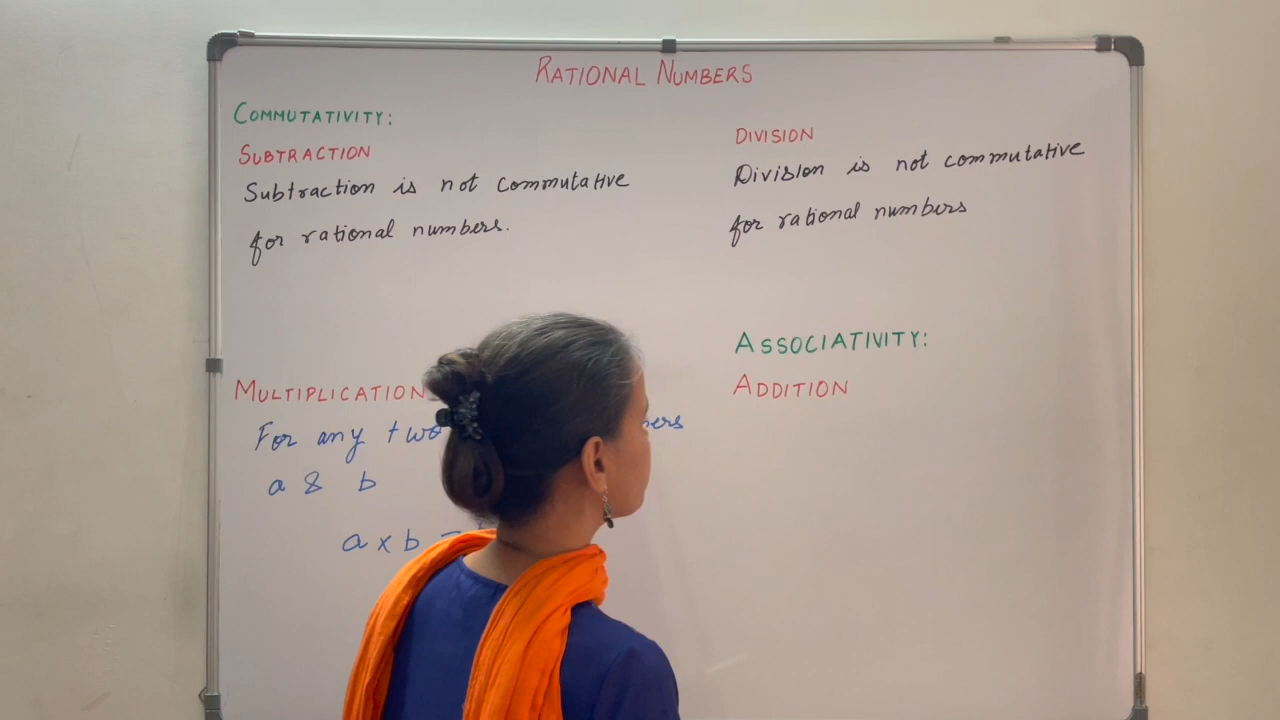 RATIONAL NUMBERS
COMMUTATIVITY:
SUBTRACTION
Subtraction is not commutative
for rational numbers.
MULTIPLICATION
For any two
a & b
a x b =
DIVISION
Division is not commutative
for rational numbers
ASSOCIATIVITY:
ADDITION